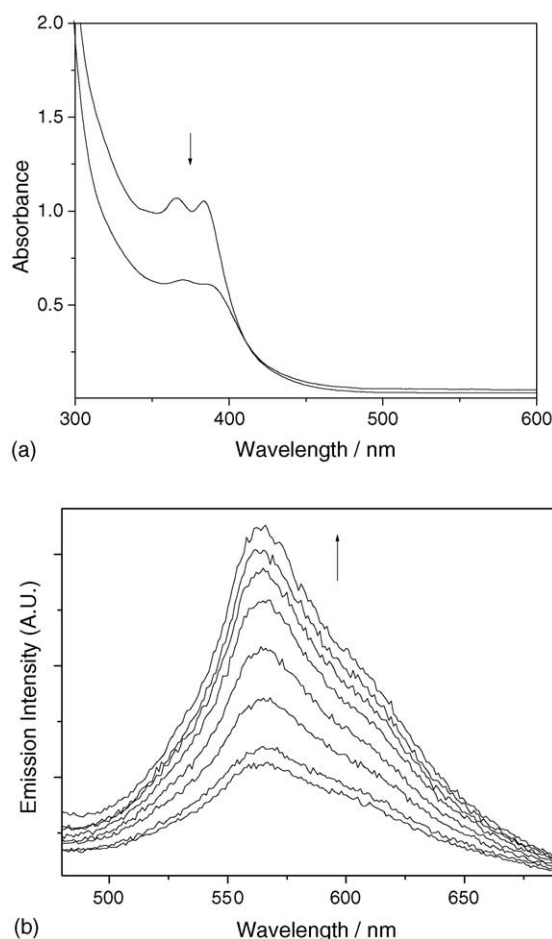 2.0
1.5
1.0
0.5
Absorbance
300
400
500
600
Wavelength / nm
(a)
Emission Intensity (A.U.)
500
550
600
650
Wavelength / nm
(b)